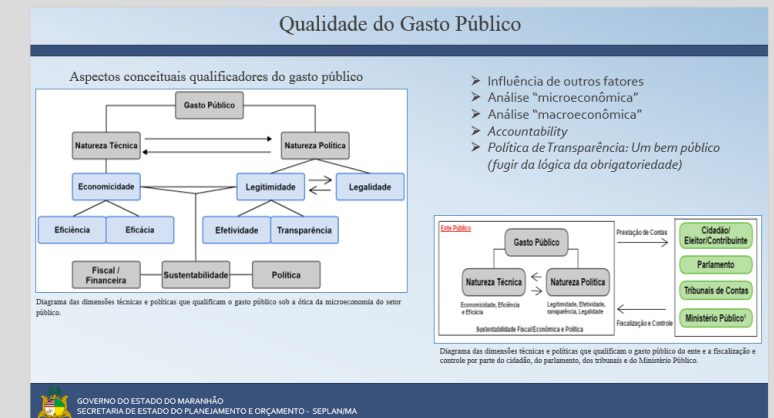 Qualidade do Gasto Público
Aspectos conceituais qualificadores do gasto público
Gasto Público
Natureza Técnica
Natureza Política
Economicidade
Legitimidade
Legalidade
Eficiência
Eficácia
Efetividade
Transparência
Fiscal /
Financeira
Sustentabilidade
Política
Diagrama das dimensões técnicas e políticas que qualificam o gasto público sob a ótica da microeconomia do setor
público.
➢ Influência de outros fatores
➢ Análise “microeconômica”
➢ Análise “macroeconômica”
➢ Accountability
➢ Política de Transparência: Um bem público
(fugir da lógica da obrigatoriedade)
Ente Público
Gasto Público
Natureza Técnica
Natureza Política
Economicidade, Eficiência
e Eficácia
Legitimidade, Efetividade,
ransparência, Legalidade
Sustentabilidade Fiscal/Econômica e Política
Prestação de Contas
Fiscalização e Controle
Cidadão/
Eleitor/Contribuinte
Parlamento
Tribunais de Contas
Ministério Público¹
Diagrama das dimensões técnicas e políticas que qualificam o gasto público do ente e a fiscalização e
controle por parte do cidadão, do parlamento, dos tribunais e do Ministério Público.
GOVERNO DO ESTADO DO MARANHÃO
SECRETARIA DE ESTADO DO PLANEJAMENTO E ORÇAMENTO - SEPLAN/MA